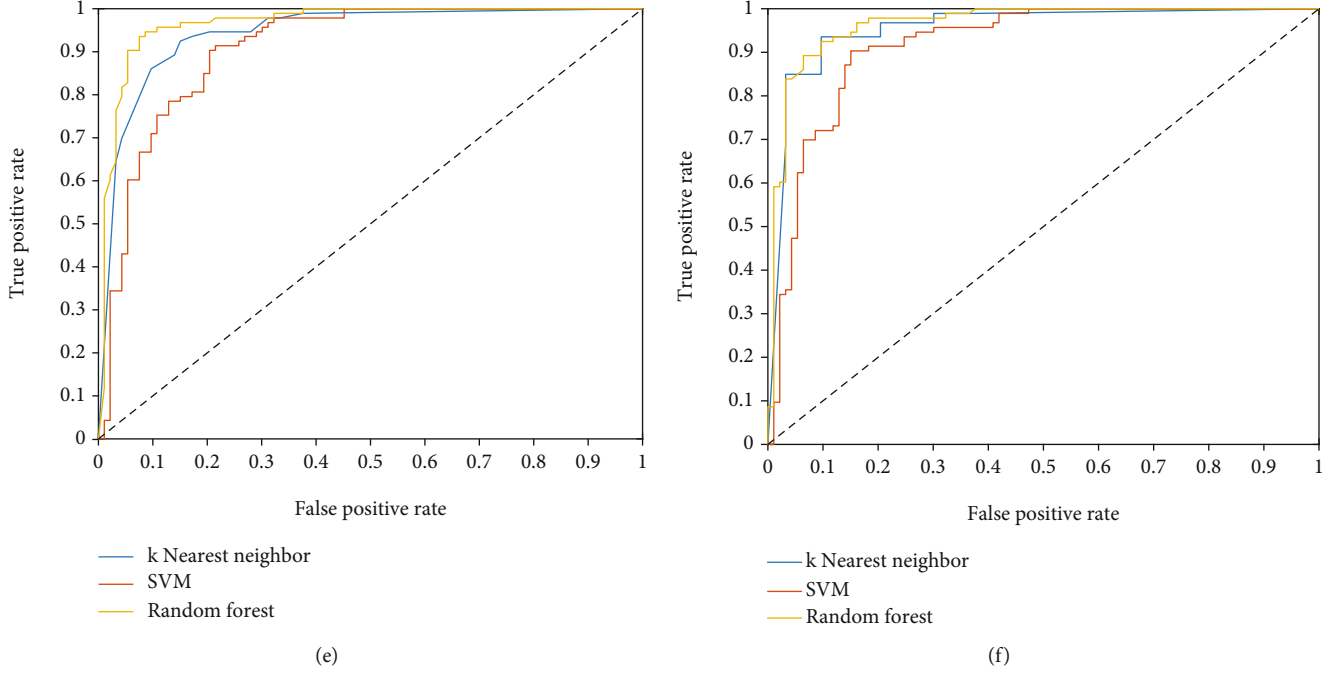 1
0.9
0.8
0.7
0.6
0.5
0.4
0.3
0.2
0.1
0
True positive rate
0 0.1 0.2 0.3 0.4 0.5 0.6 0.7 0.8 0.9 1
False positive rate
k Nearest neighbor
SVM
Random forest
(e)
1
0.9
0.8
0.7
0.6
0.5
0.4
0.3
0.2
0.1
0
True positive rate
0 0.1 0.2 0.3 0.4 0.5 0.6 0.7 0.8 0.9 1
False positive rate
k Nearest neighbor
SVM
Random forest
(f)